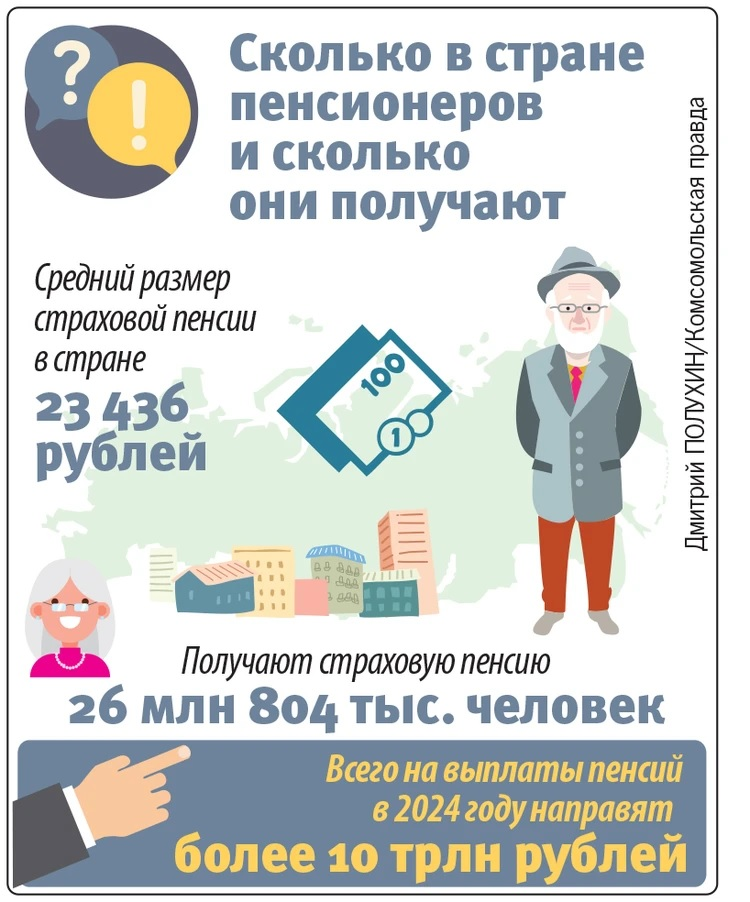 ?
!
Сколько в стране
пенсионеров
и сколько
они получают
Средний размер
страховой пенсии
в стране
23 436
рублей
100
1
Получают страховую пенсию
26 млн 804 тыс. человек
Всего на выплаты пенсий
в 2024 году направят
более 10 трлн рублей
Дмитрий ПОЛУХИН/Комсомольская правда